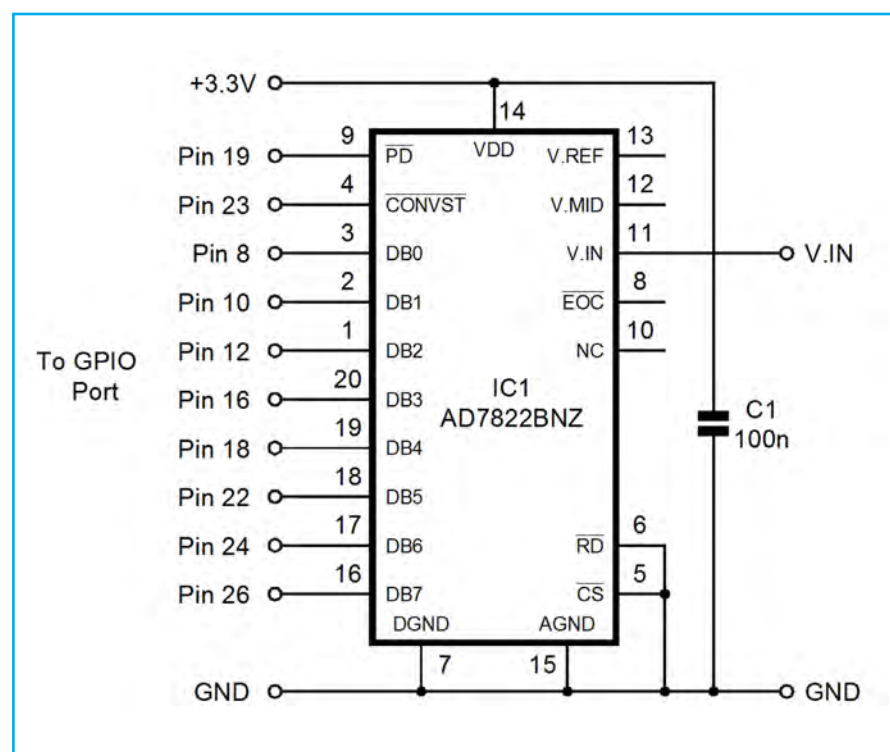 +3.3V
14
9
VDD
V.REF
13
Pin 19
PD
4
V.MID
12
Pin 23
CONVST
3
V.IN
11
V.IN
Pin 8
DB0
2
EOC
8
Pin 10
DB1
1
NC
10
Pin 12
DB2
To GPIO
Port
20
IC1
AD7822BNZ
Pin 16
DB3
C1
100n
19
Pin 18
DB4
18
Pin 22
DB5
17
RD
6
Pin 24
DB6
16
CS
5
Pin 26
DB7
DGND
AGND
7
15
GND
GND